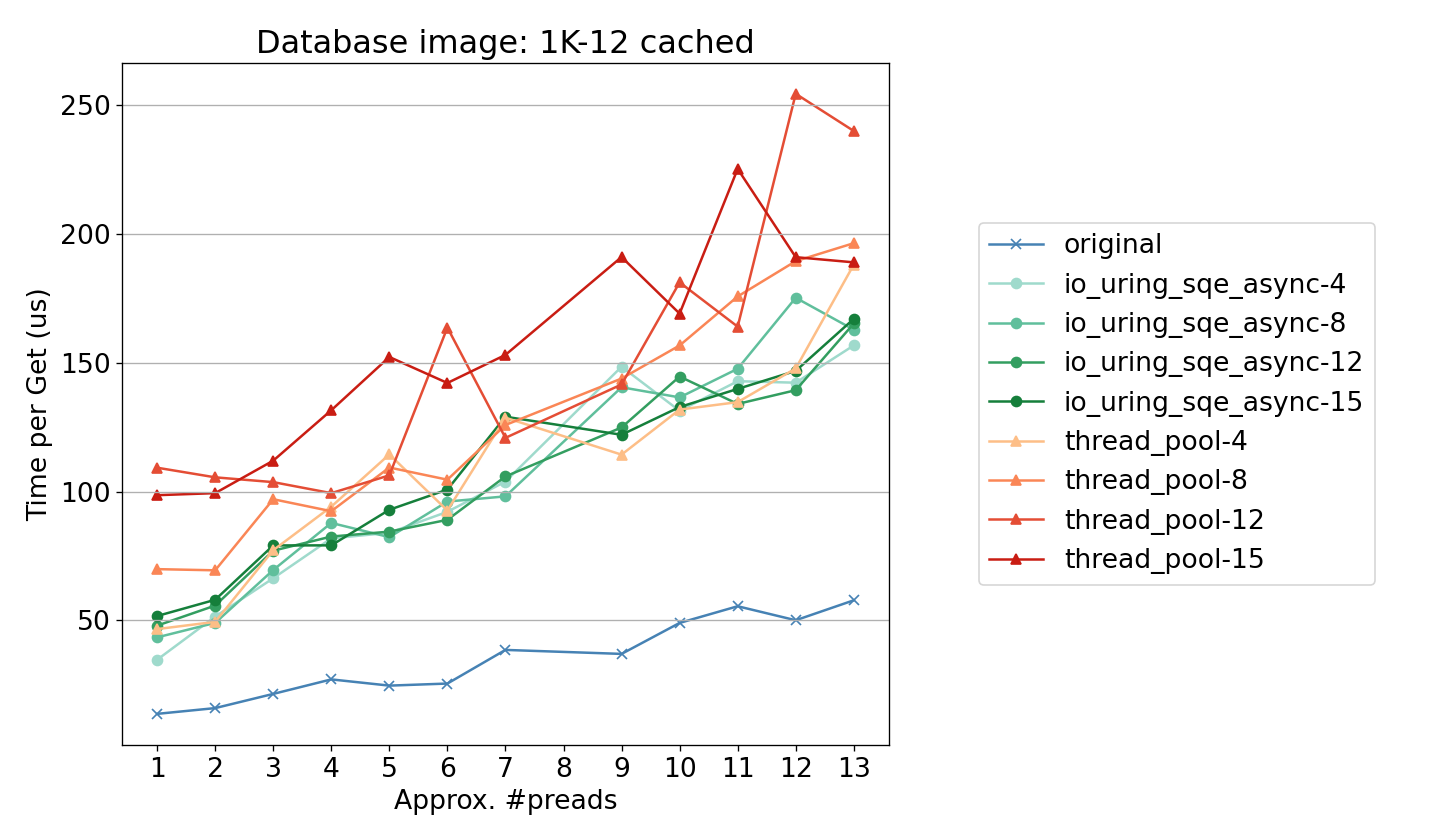 Database image: 1K-12 cached
Time per Get (us)
250
200
150
100
50
1 2 3 4 5 6 7 8 9 10 11 12 13
Approx. #preads
original
io_uring_sqe_async-4
io_uring_sqe_async-8
io_uring_sqe_async-12
io_uring_sqe_async-15
thread_pool-4
thread_pool-8
thread_pool-12
thread_pool-15